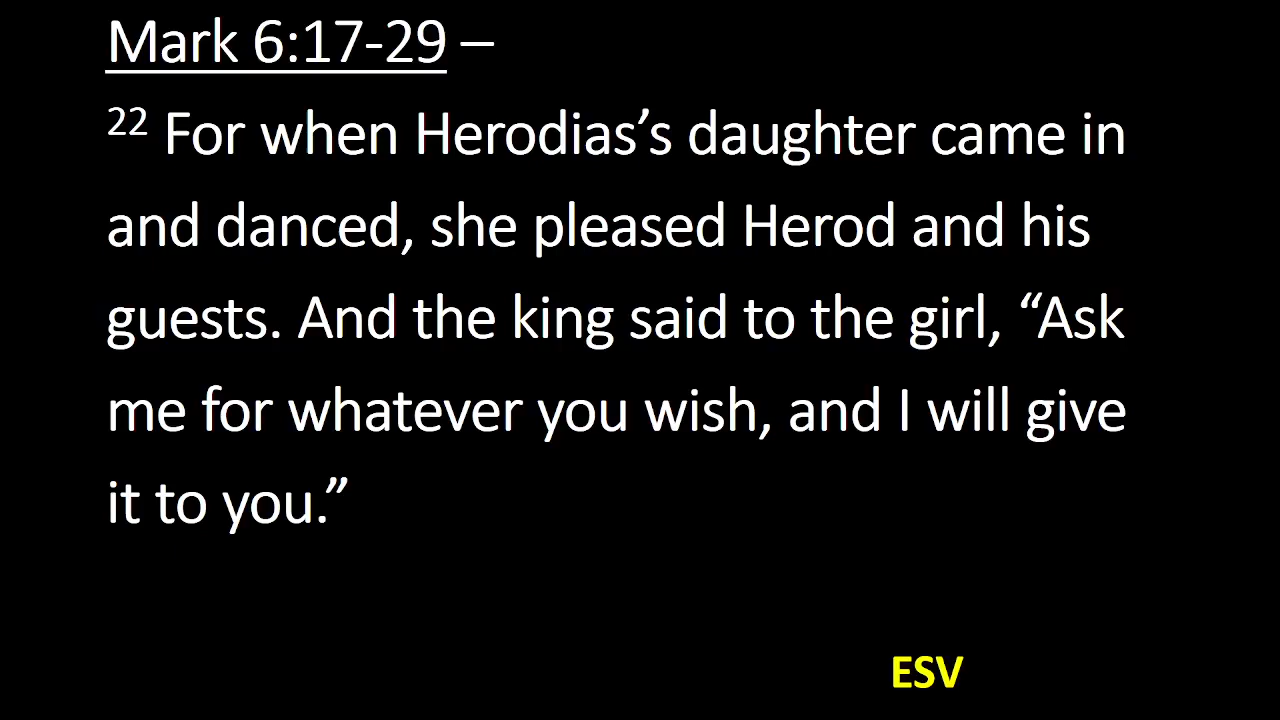 Mark 6:17-29 –
22 For when Herodias’s daughter came in
and danced, she pleased Herod and his
guests. And the king said to the girl, “Ask
me for whatever you wish, and I will give
it to you.”
ESV